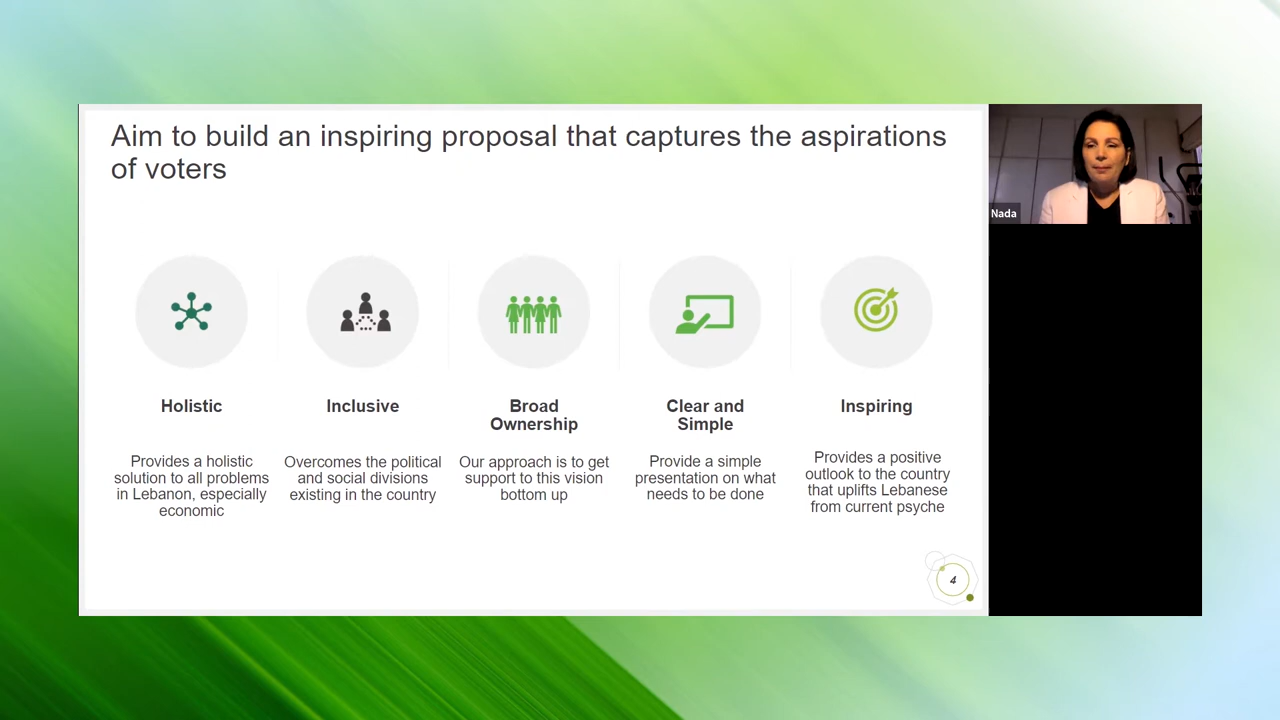 Aim to build an inspiring proposal that captures the aspirations
of voters
Nada
Holistic
Inclusive
Broad
Ownership
Clear and
Simple
Inspiring
Provides a holistic
solution to all problems
in Lebanon, especially
economic
Overcomes the political
and social divisions
existing in the country
Our approach is to get
support to this vision
bottom up
Provide a simple
presentation on what
needs to be done
Provides a positive
outlook to the country
that uplifts Lebanese
from current psyche
4